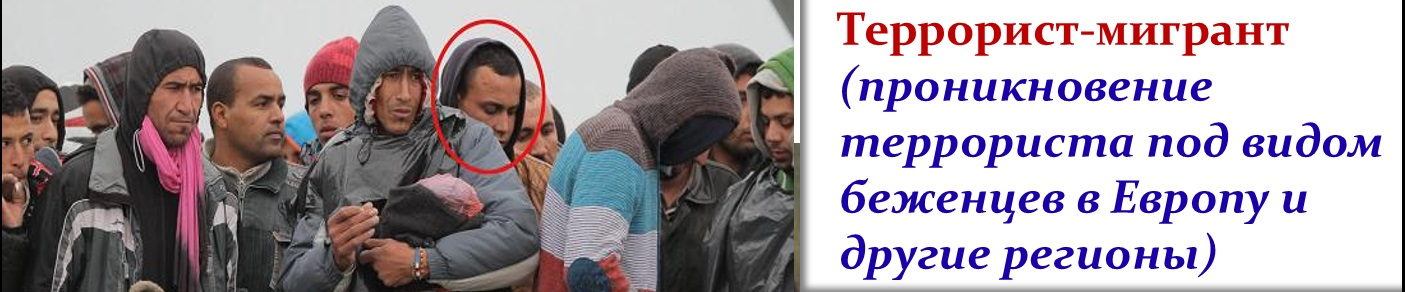 Террорист-мигрант
(проникновение
террориста под видом
беженцев в Европу и
другие регионы)